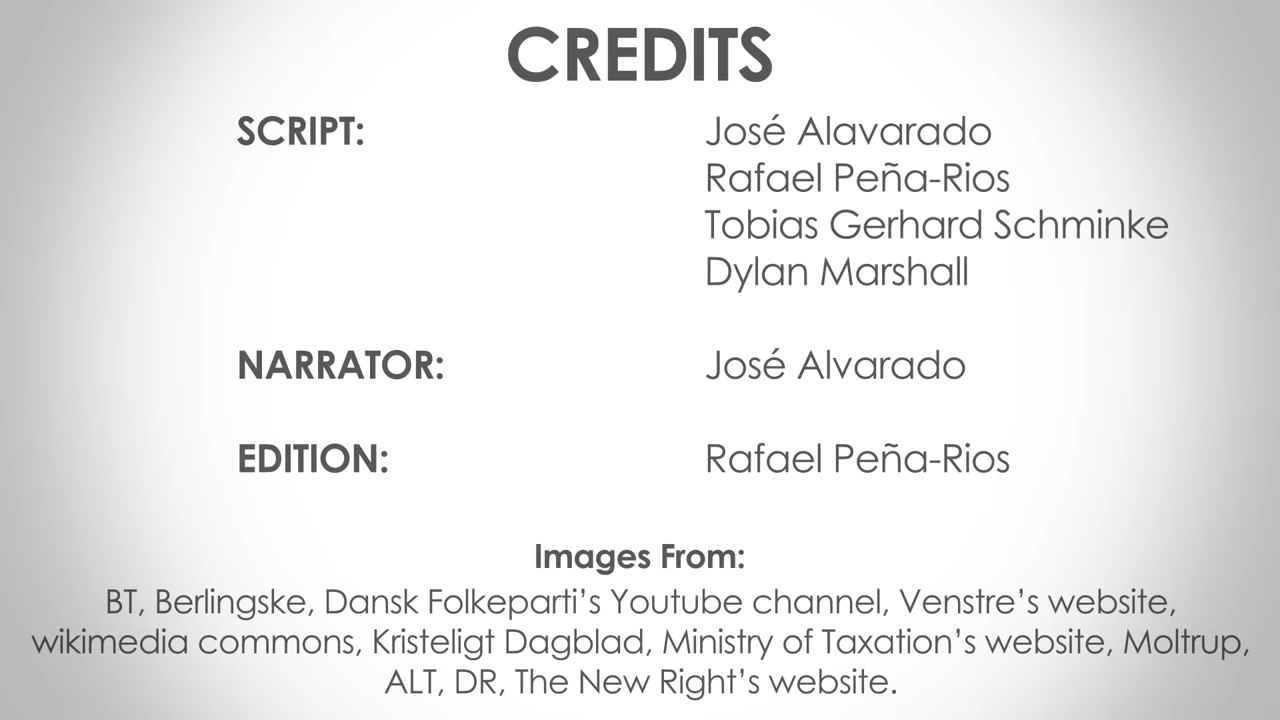 CREDITS
SCRIPT: José Alavarado
Rafael Peña-Rios
Tobias Gerhard Schminke
Dylan Marshall
NARRATOR: José Alvarado
EDITION: Rafael Peña-Rios
Images From:
BT, Berlingske, Dansk Folkeparti’s Youtube channel, Venstre’s website,
wikimedia commons, Kristeligt Dagblad, Ministry of Taxation’s website, Moltrup,
ALT, DR, The New Right’s website.